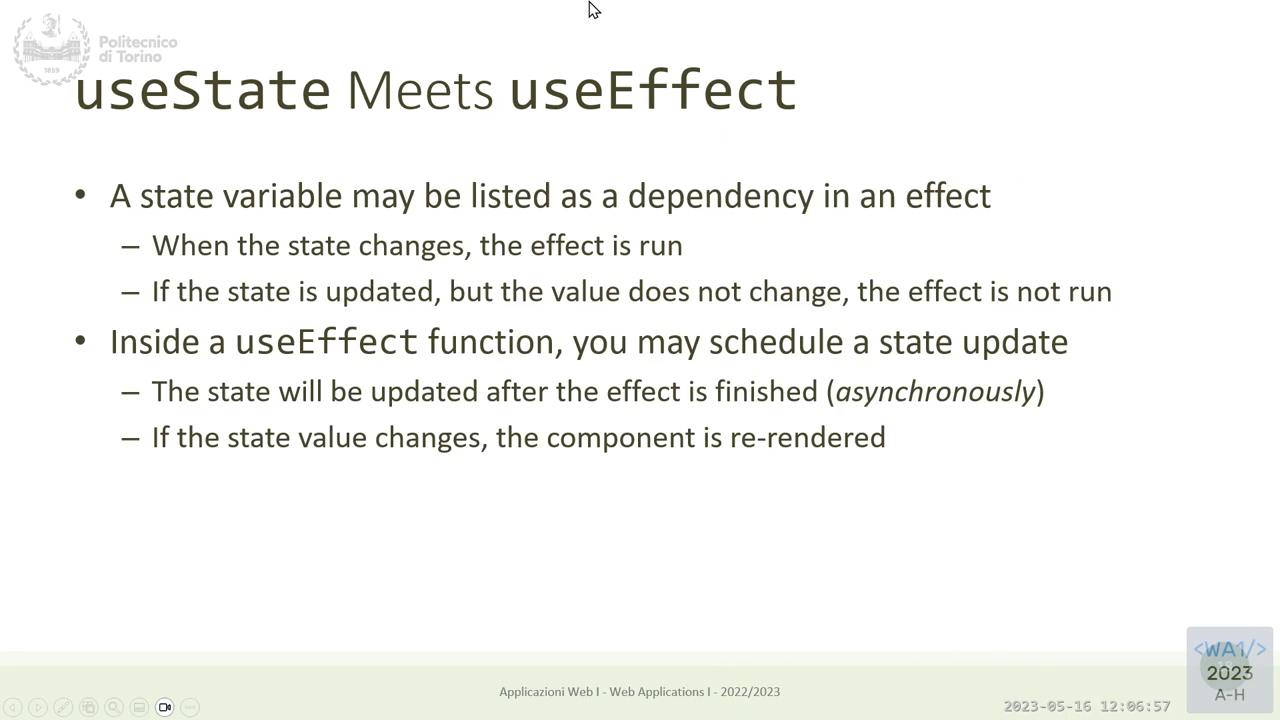 Politecnico
di Torino
1859
useState Meets useEffect
• A state variable may be listed as a dependency in an effect
– When the state changes, the effect is run
– If the state is updated, but the value does not change, the effect is not run
• Inside a useEffect function, you may schedule a state update
– The state will be updated after the effect is finished (asynchronously)
– If the state value changes, the component is re-rendered
Applicazioni Web I - Web Applications I - 2022/2023
2023-05-16 12:06:57
<WA1/>
2023
A-H